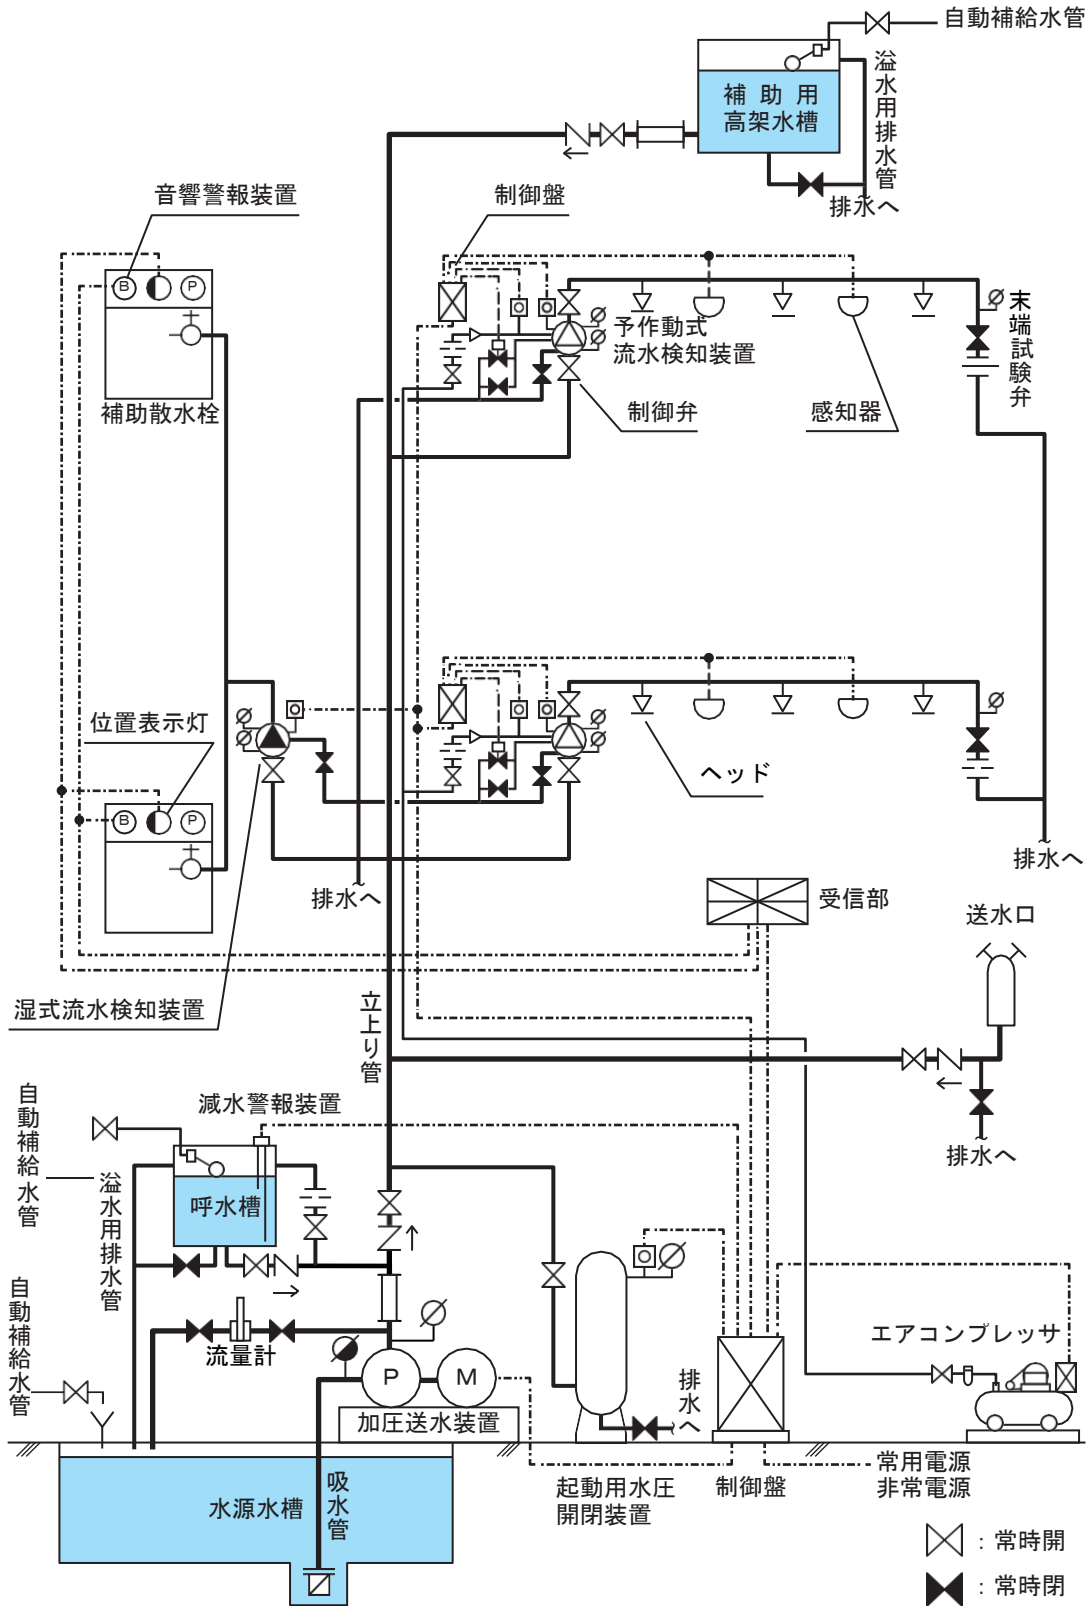 自動補給水管
補助用
高架水槽
溢水用排水管
排水へ
音響警報装置
制御盤
B
P
予作動式
流水検知装置
末端試験弁
補助散水栓
制御弁
感知器
位置表示灯
B
P
ヘッド
排水へ
排水へ
受信部
送水口
湿式流水検知装置
立上り管
自動補給水管
減水警報装置
溢水用排水管
呼水槽
排水へ
自動補給水管
流量計
P
M
加圧送水装置
エアコンプレッサ
排水へ
水源水槽
吸水管
起動用水圧
開閉装置
制御盤
常用電源
非常電源
：常時開
：常時閉